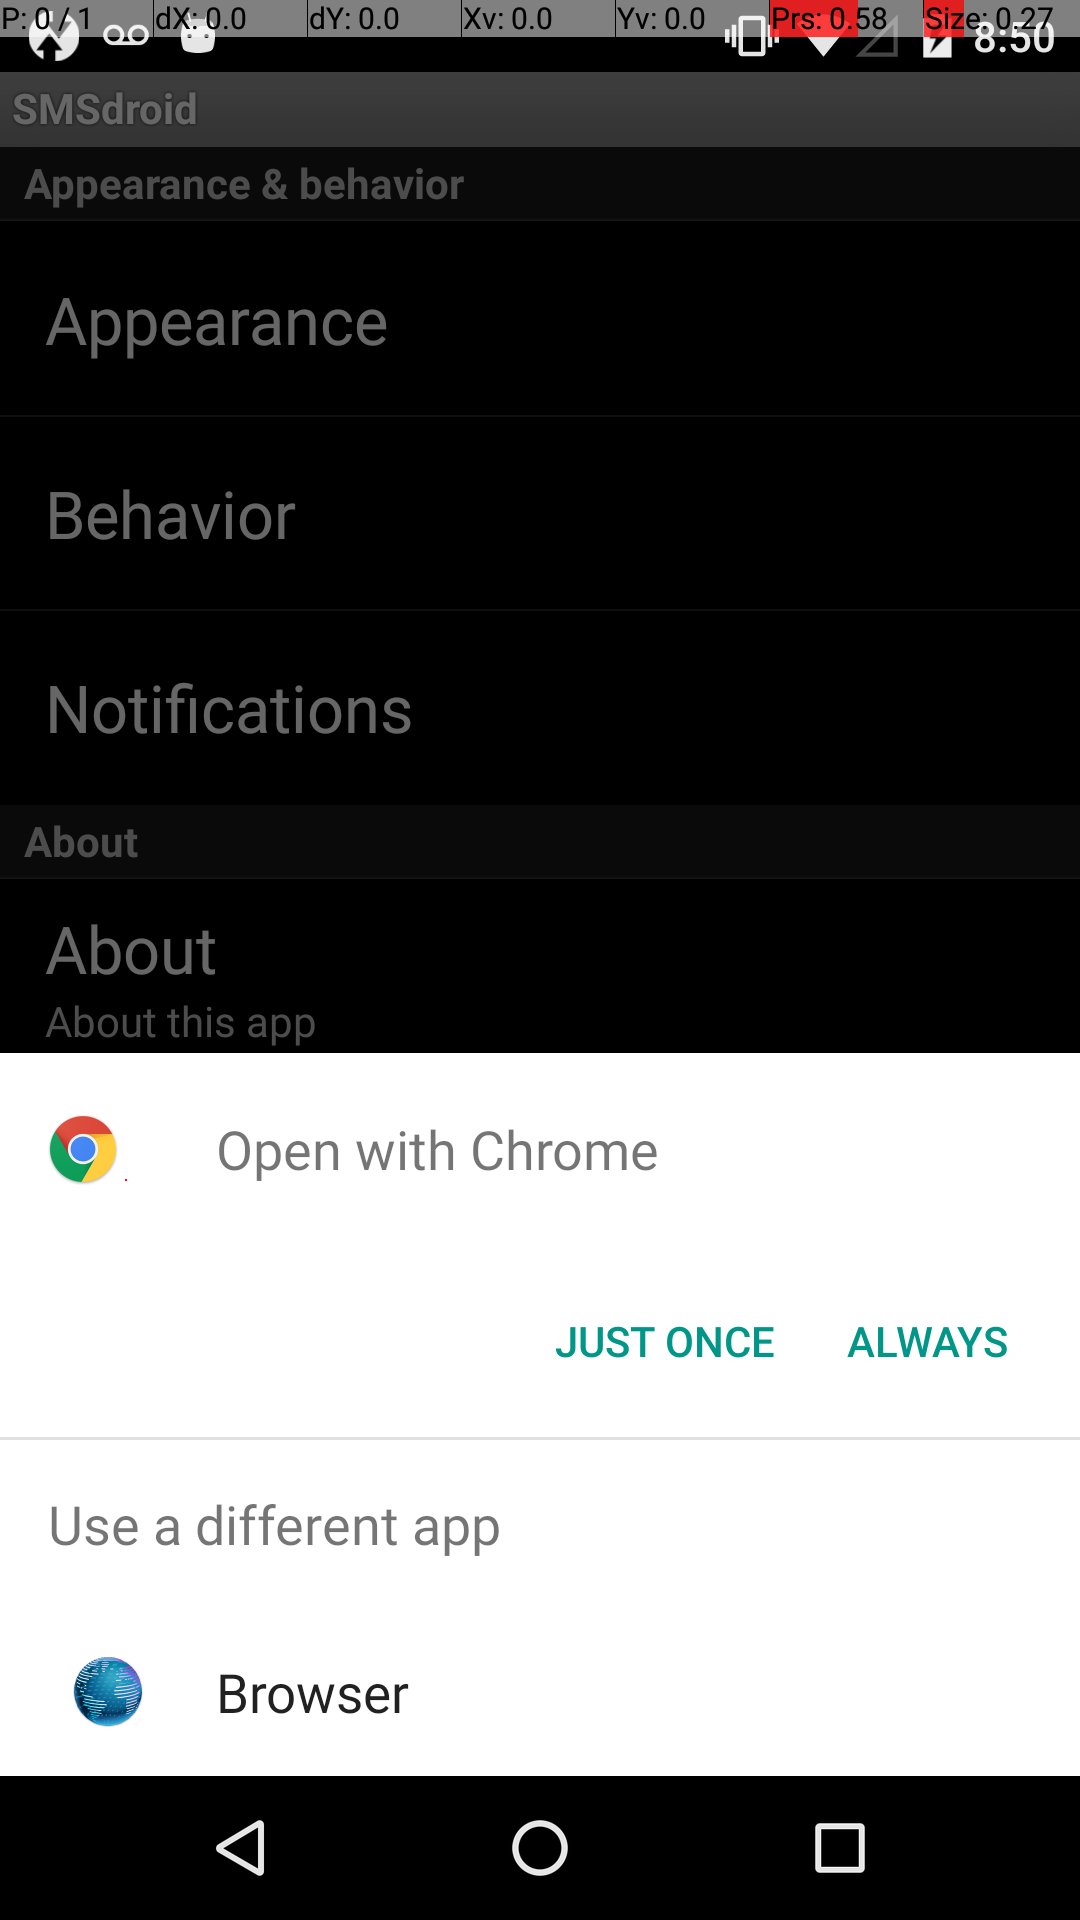 P: 0 / 1 dX: 0.0 dY: 0.0 Xv: 0.0 Yv: 0.0 Prs: 0.58 Size: 0.27
8:50
SMSdroid
Appearance & behavior
Appearance
Behavior
Notifications
About
About
About this app
Open with Chrome
JUST ONCE ALWAYS
Use a different app
Browser